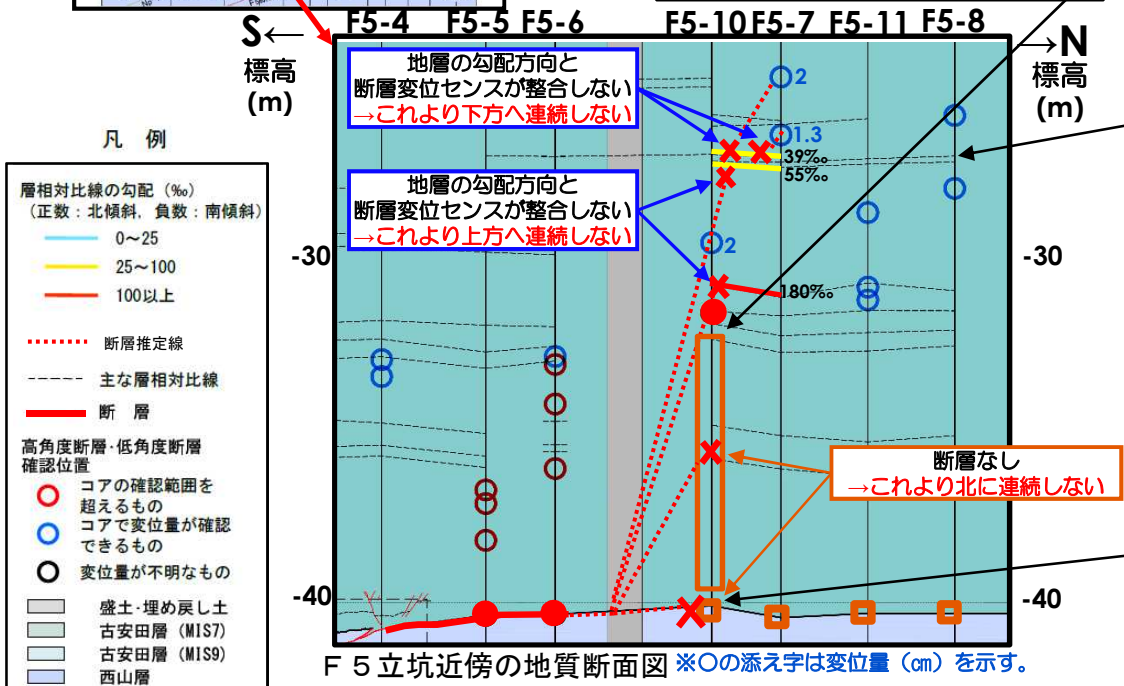 F5-4 F5-5 F5-6 F5-10 F5-7 F5-11 F5-8
S←
標高
(m)
→N
標高
(m)
地層の勾配方向と
断層変位センスが整合しない
→これより下方へ連続しない
地層の勾配方向と
断層変位センスが整合しない
→これより上方へ連続しない
2
1.3
39‰
55‰
2
180‰
-30
-30
断層なし
→これより北に連続しない
-40
-40
凡 例
層相対比線の勾配（‰）
（正数：北傾斜，負数：南傾斜）
0～25
25～100
100以上
断層推定線
主な層相対比線
断 層
高角度断層・低角度断層
確認位置
コアの確認範囲を
超えるもの
コアで変位量が確認
できるもの
変位量が不明なもの
盛土・埋め戻し土
古安田層（MIS7）
古安田層（MIS9）
西山層
Ｆ５立坑近傍の地質断面図 ※○の添え字は変位量（cm）を示す。